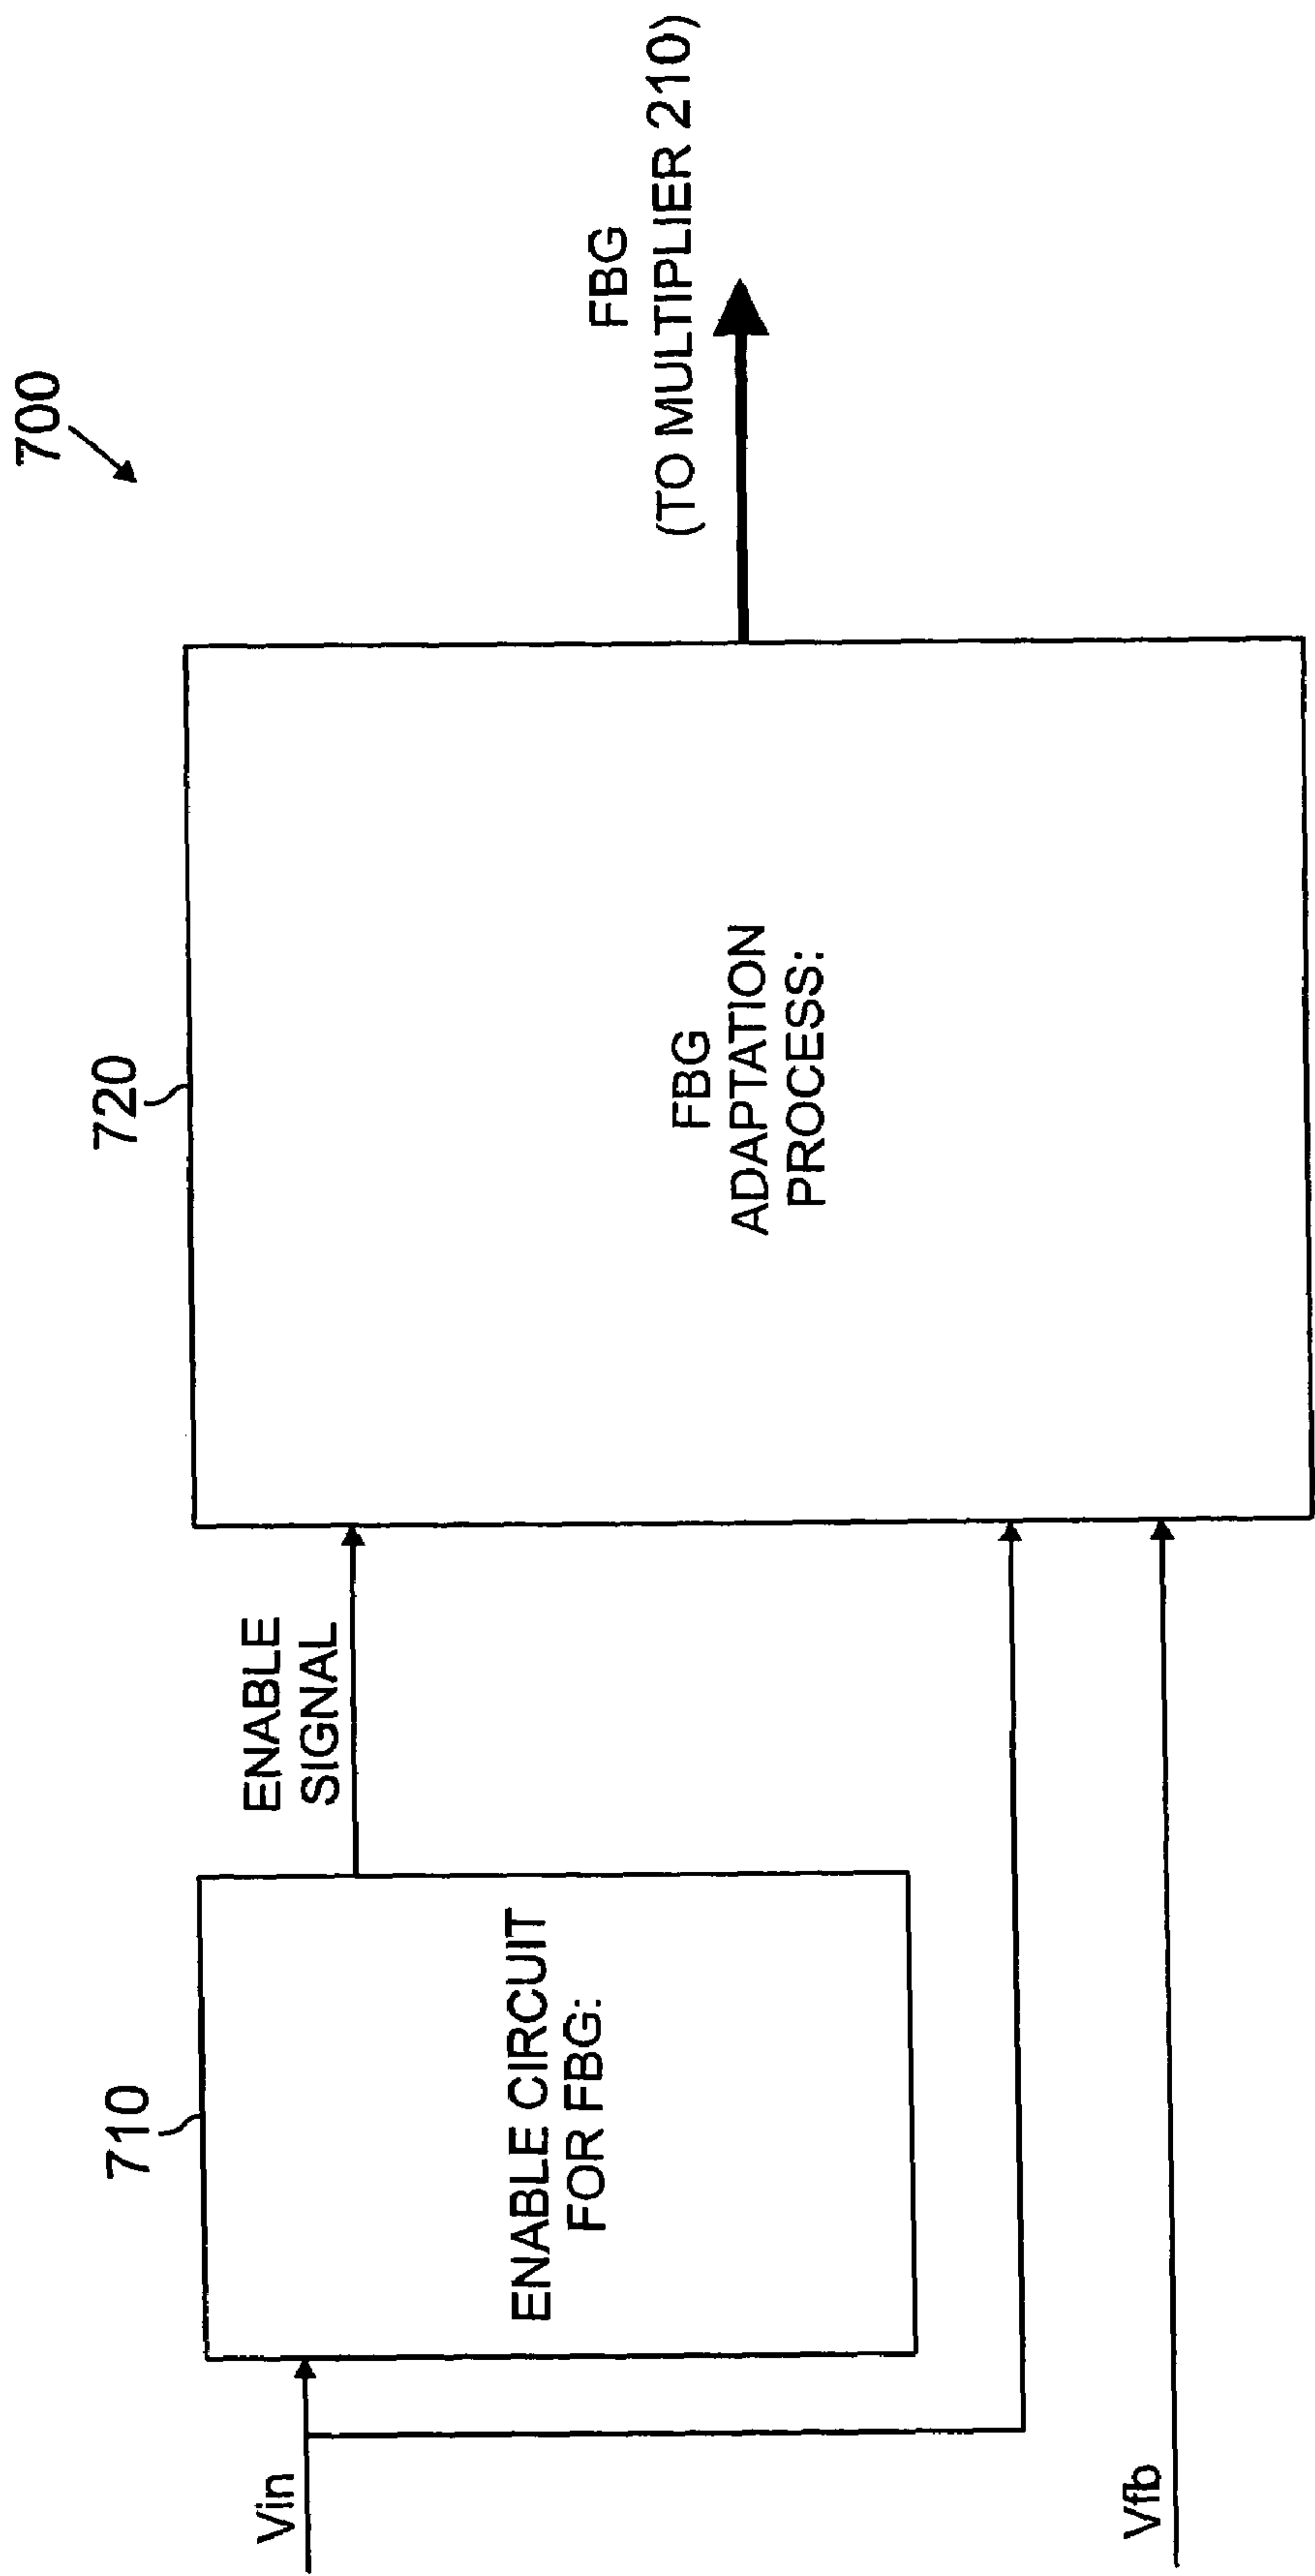 700
710
720
Vin
ENABLE CIRCUIT
FOR FBG:
ENABLE
SIGNAL
FBG
ADAPTATION
PROCESS:
FBG
(TO MULTIPLIER 210)
Vfb